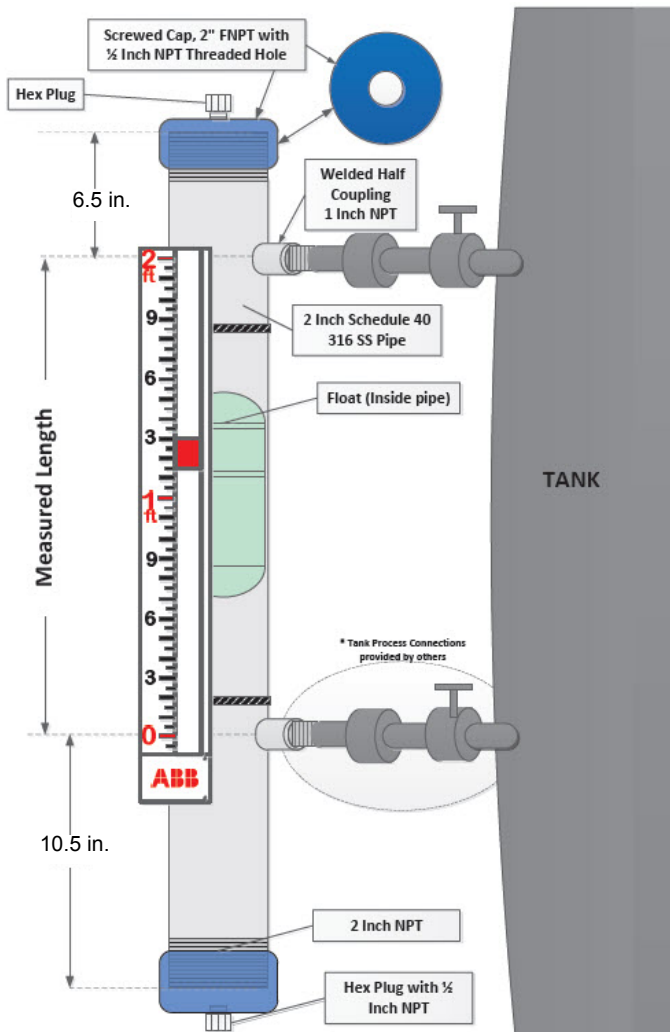 Screwed Cap, 2" FNPT with
½ Inch NPT Threaded Hole
Hex Plug
6.5 in.
Welded Half
Coupling
1 Inch NPT
2
ft
9
2 Inch Schedule 40
316 SS Pipe
6
Float (Inside pipe)
3
Measured Length
TANK
1
ft
9
6
* Tank Process Connections
provided by others
3
0
ABB
10.5 in.
2 Inch NPT
Hex Plug with ½
Inch NPT